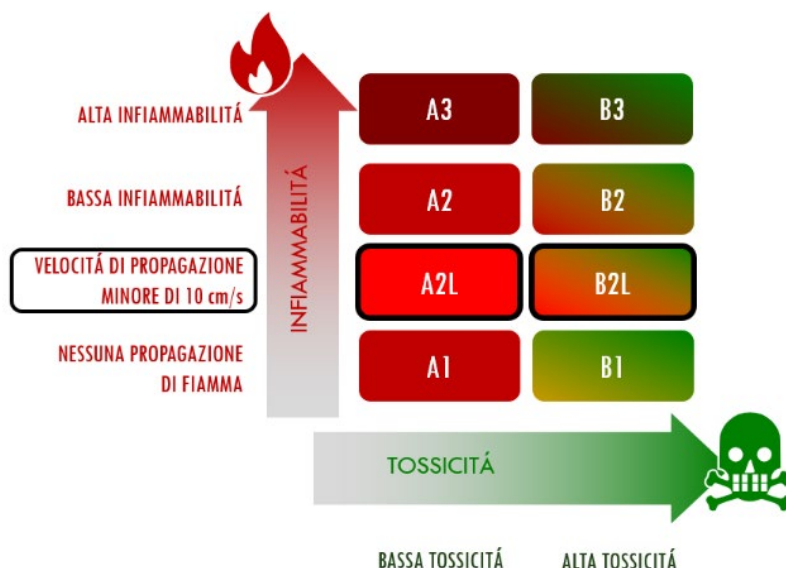 ALTA INFIAMMABILITÁ
A3
B3
BASSA INFIAMMABILITÁ
A2
B2
VELOCITÁ DI PROPAGAZIONE
MINORE DI 10 cm/s
A2L
B2L
NESSUNA PROPAGAZIONE
DI FIAMMA
A1
B1
INFIAMMABILITÁ
TOSSICITÁ
BASSA TOSSICITÁ
ALTA TOSSICITÁ